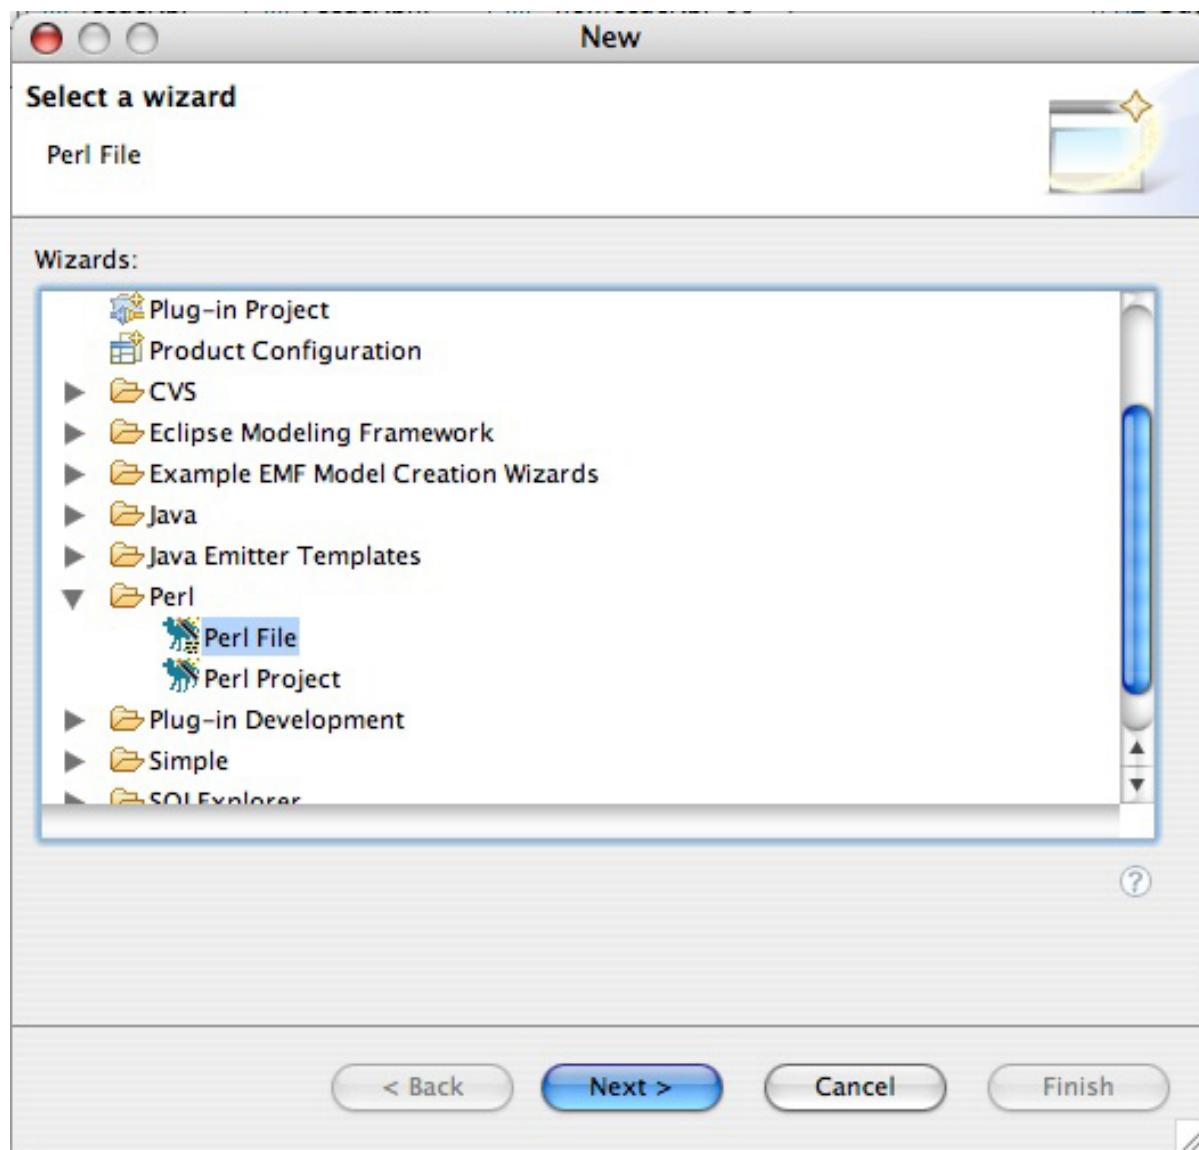 New
Select a wizard
Perl File
Wizards:
Plug-in Project
Product Configuration
CVS
Eclipse Modeling Framework
Example EMF Model Creation Wizards
Java
Java Emitter Templates
Perl
Perl File
Perl Project
Plug-in Development
Simple
SQLExplorer
?
< Back
Next >
Cancel
Finish